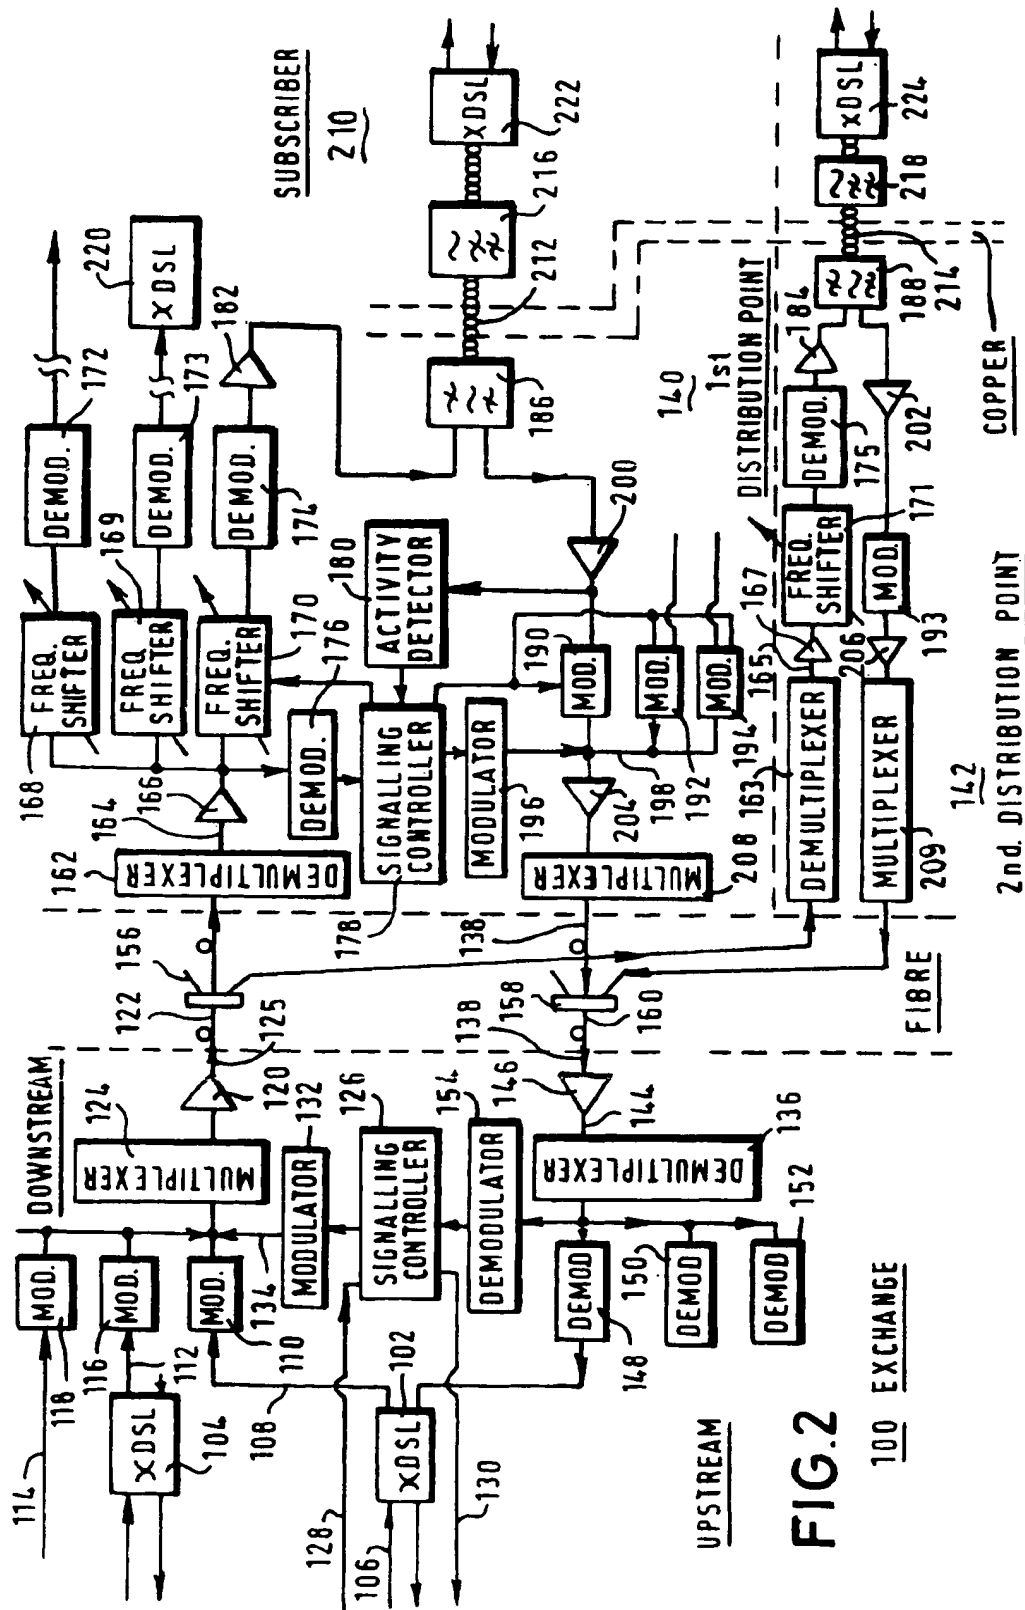 DOWNSTREAM
114
MOD.
118
MOD.
116
112
XDSL
104
MOD.
110
108
134
MULTIPLEXER
124
120
125
122
156
MODULATOR
132
SIGNALLING
CONTROLLER
126
128
130
XDSL
102
106
DEMODULATOR
154
DEMULTIPLEXER
136
144
146
138
160
158
138
DEMOD
148
DEMOD
150
DEMOD
152
UPSTREAM
FIG.2
100 EXCHANGE
FIBRE
DEMULTIPLEXER
162
164
166
FREQ.
SHIFTER
168
FREQ.
SHIFTER
169
FREQ.
SHIFTER
170
DEMOD.
172
DEMOD.
173
DEMOD.
174
XDSL
220
182
DEMOD.
176
SIGNALLING
CONTROLLER
178
ACTIVITY
DETECTOR
180
MODULATOR
196
MOD.
190
MOD.
192
MOD.
194
198
200
204
MULTIPLEXER
208
186
212
216
XDSL
222
SUBSCRIBER
210
140
1st
DISTRIBUTION POINT
DEMULTIPLEXER
163
165
167
FREQ.
SHIFTER
171
DEMOD.
175
184
188
214
218
XDSL
224
202
MOD.
193
206
206
MULTIPLEXER
209
142
2nd. DISTRIBUTION POINT
COPPER